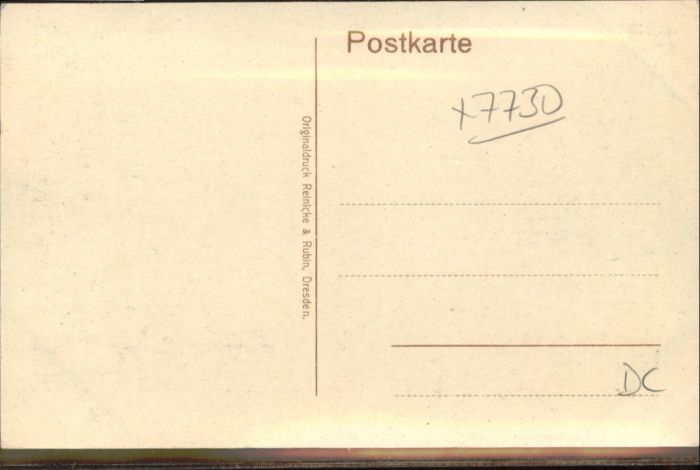 Postkarte
x7730
Originaldruck Reinicke & Rubin, Dresden.
DC